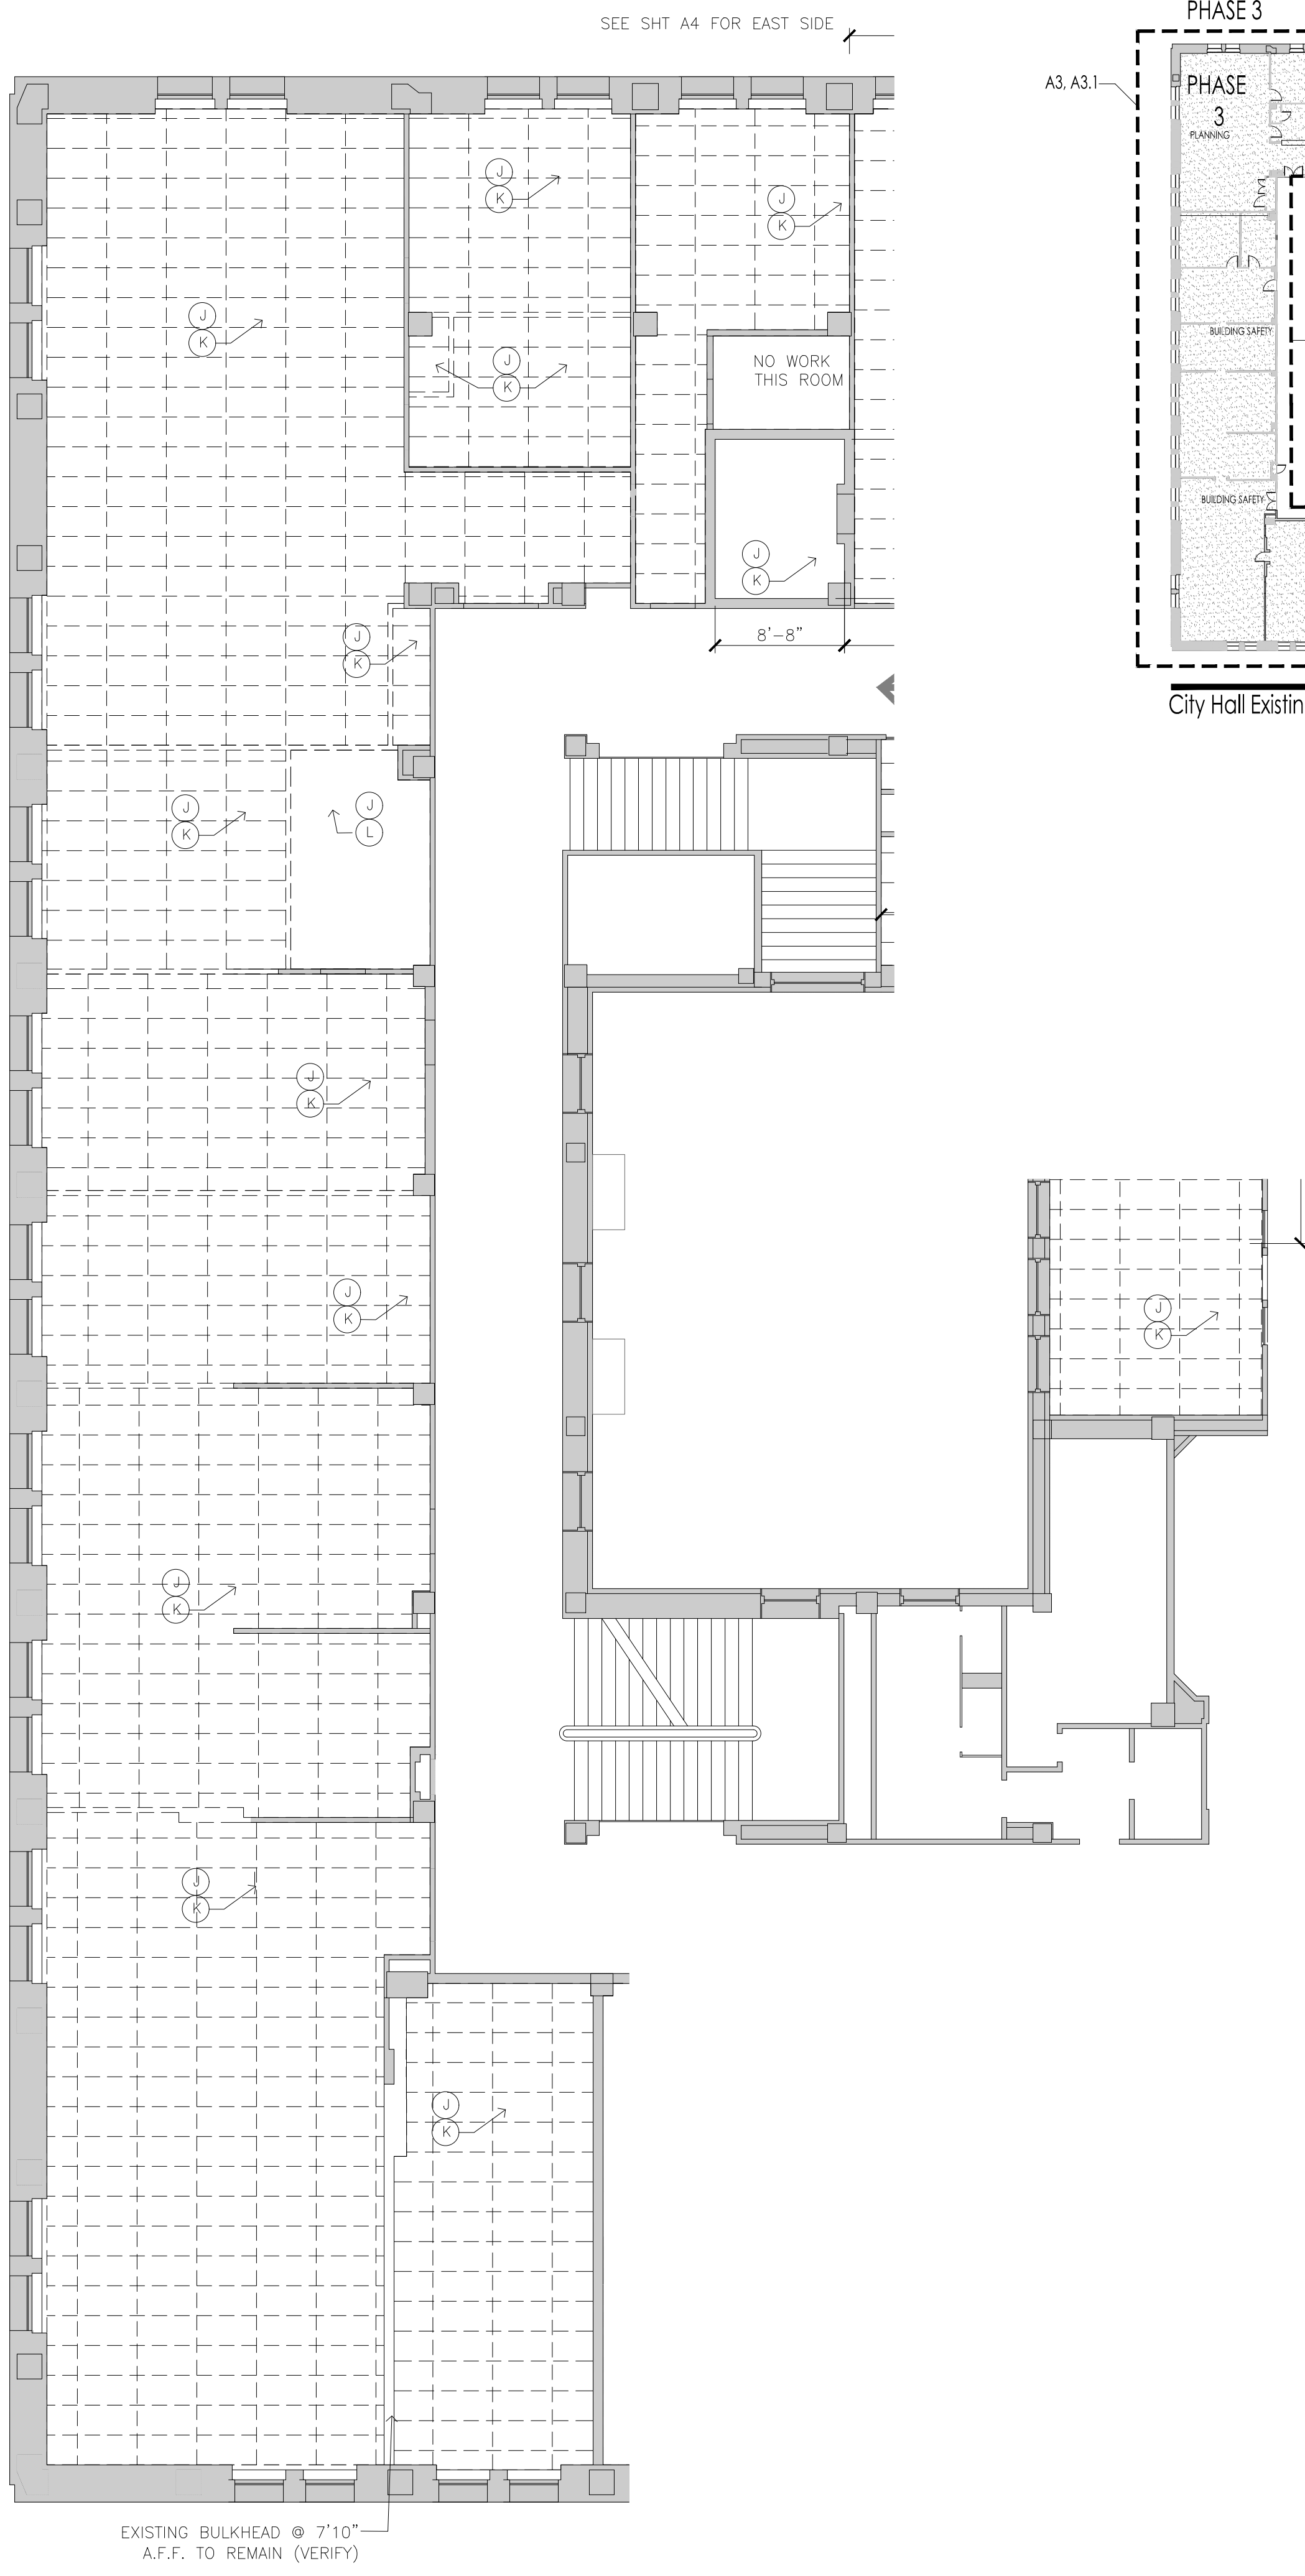 SEE SHT A4 FOR EAST SIDE
PHASE 3
A3, A3.1
PHASE
3
PLANNING
J
K
J
K
J
K
J
K
BUILDING SAFETY
NO WORK
THIS ROOM
BUILDING SAFETY
J
K
J
K
8'-8"
City Hall Existin
J
K
J
L
J
K
J
K
J
K
J
K
J
K
J
K
EXISTING BULKHEAD @ 7'10"
A.F.F. TO REMAIN (VERIFY)